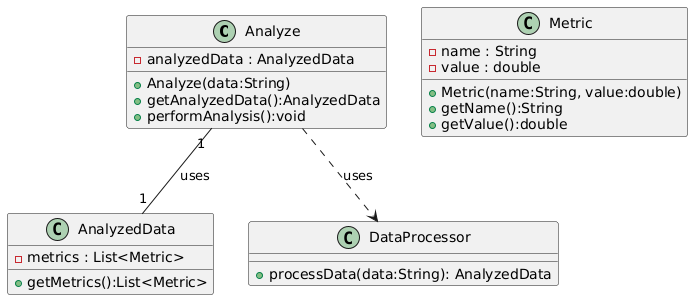 C Analyze
analyzedData : AnalyzedData
Analyze(data:String)
getAnalyzedData():AnalyzedData
performAnalysis():void
C Metric
name : String
value : double
Metric(name:String, value:double)
getName():String
getValue():double
1
uses
1
uses
C AnalyzedData
metrics : List<Metric>
getMetrics():List<Metric>
C DataProcessor
processData(data:String): AnalyzedData